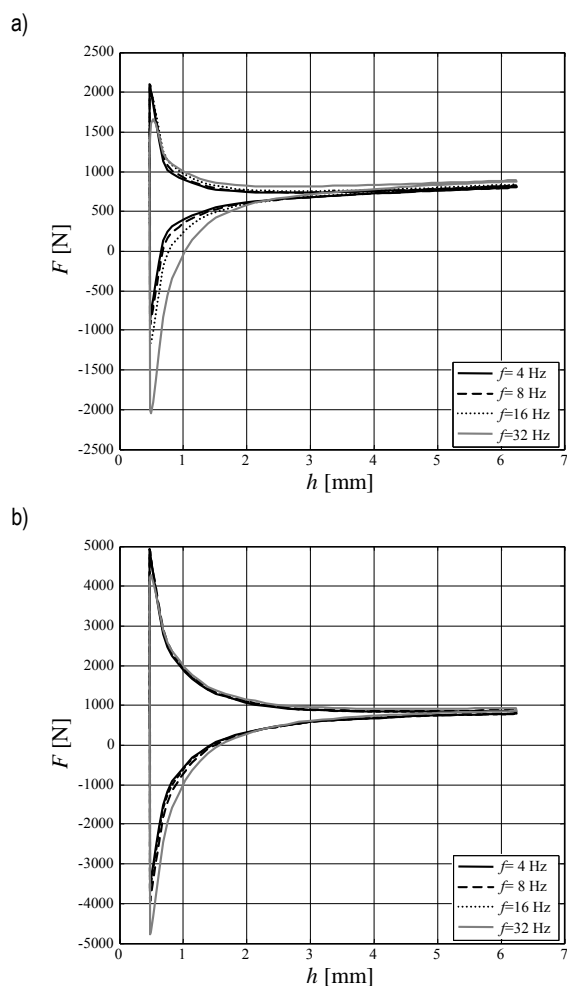 a)
2500
2000
1500
1000
500
0
-500
-1000
-1500
-2000
-2500
F [N]
f= 4 Hz
f= 8 Hz
f=16 Hz
f=32 Hz
0 1 2 3 4 5 6 7
h [mm]
b)
5000
4000
3000
2000
1000
0
-1000
-2000
-3000
-4000
-5000
F [N]
f= 4 Hz
f= 8 Hz
f=16 Hz
f=32 Hz
0 1 2 3 4 5 6 7
h [mm]